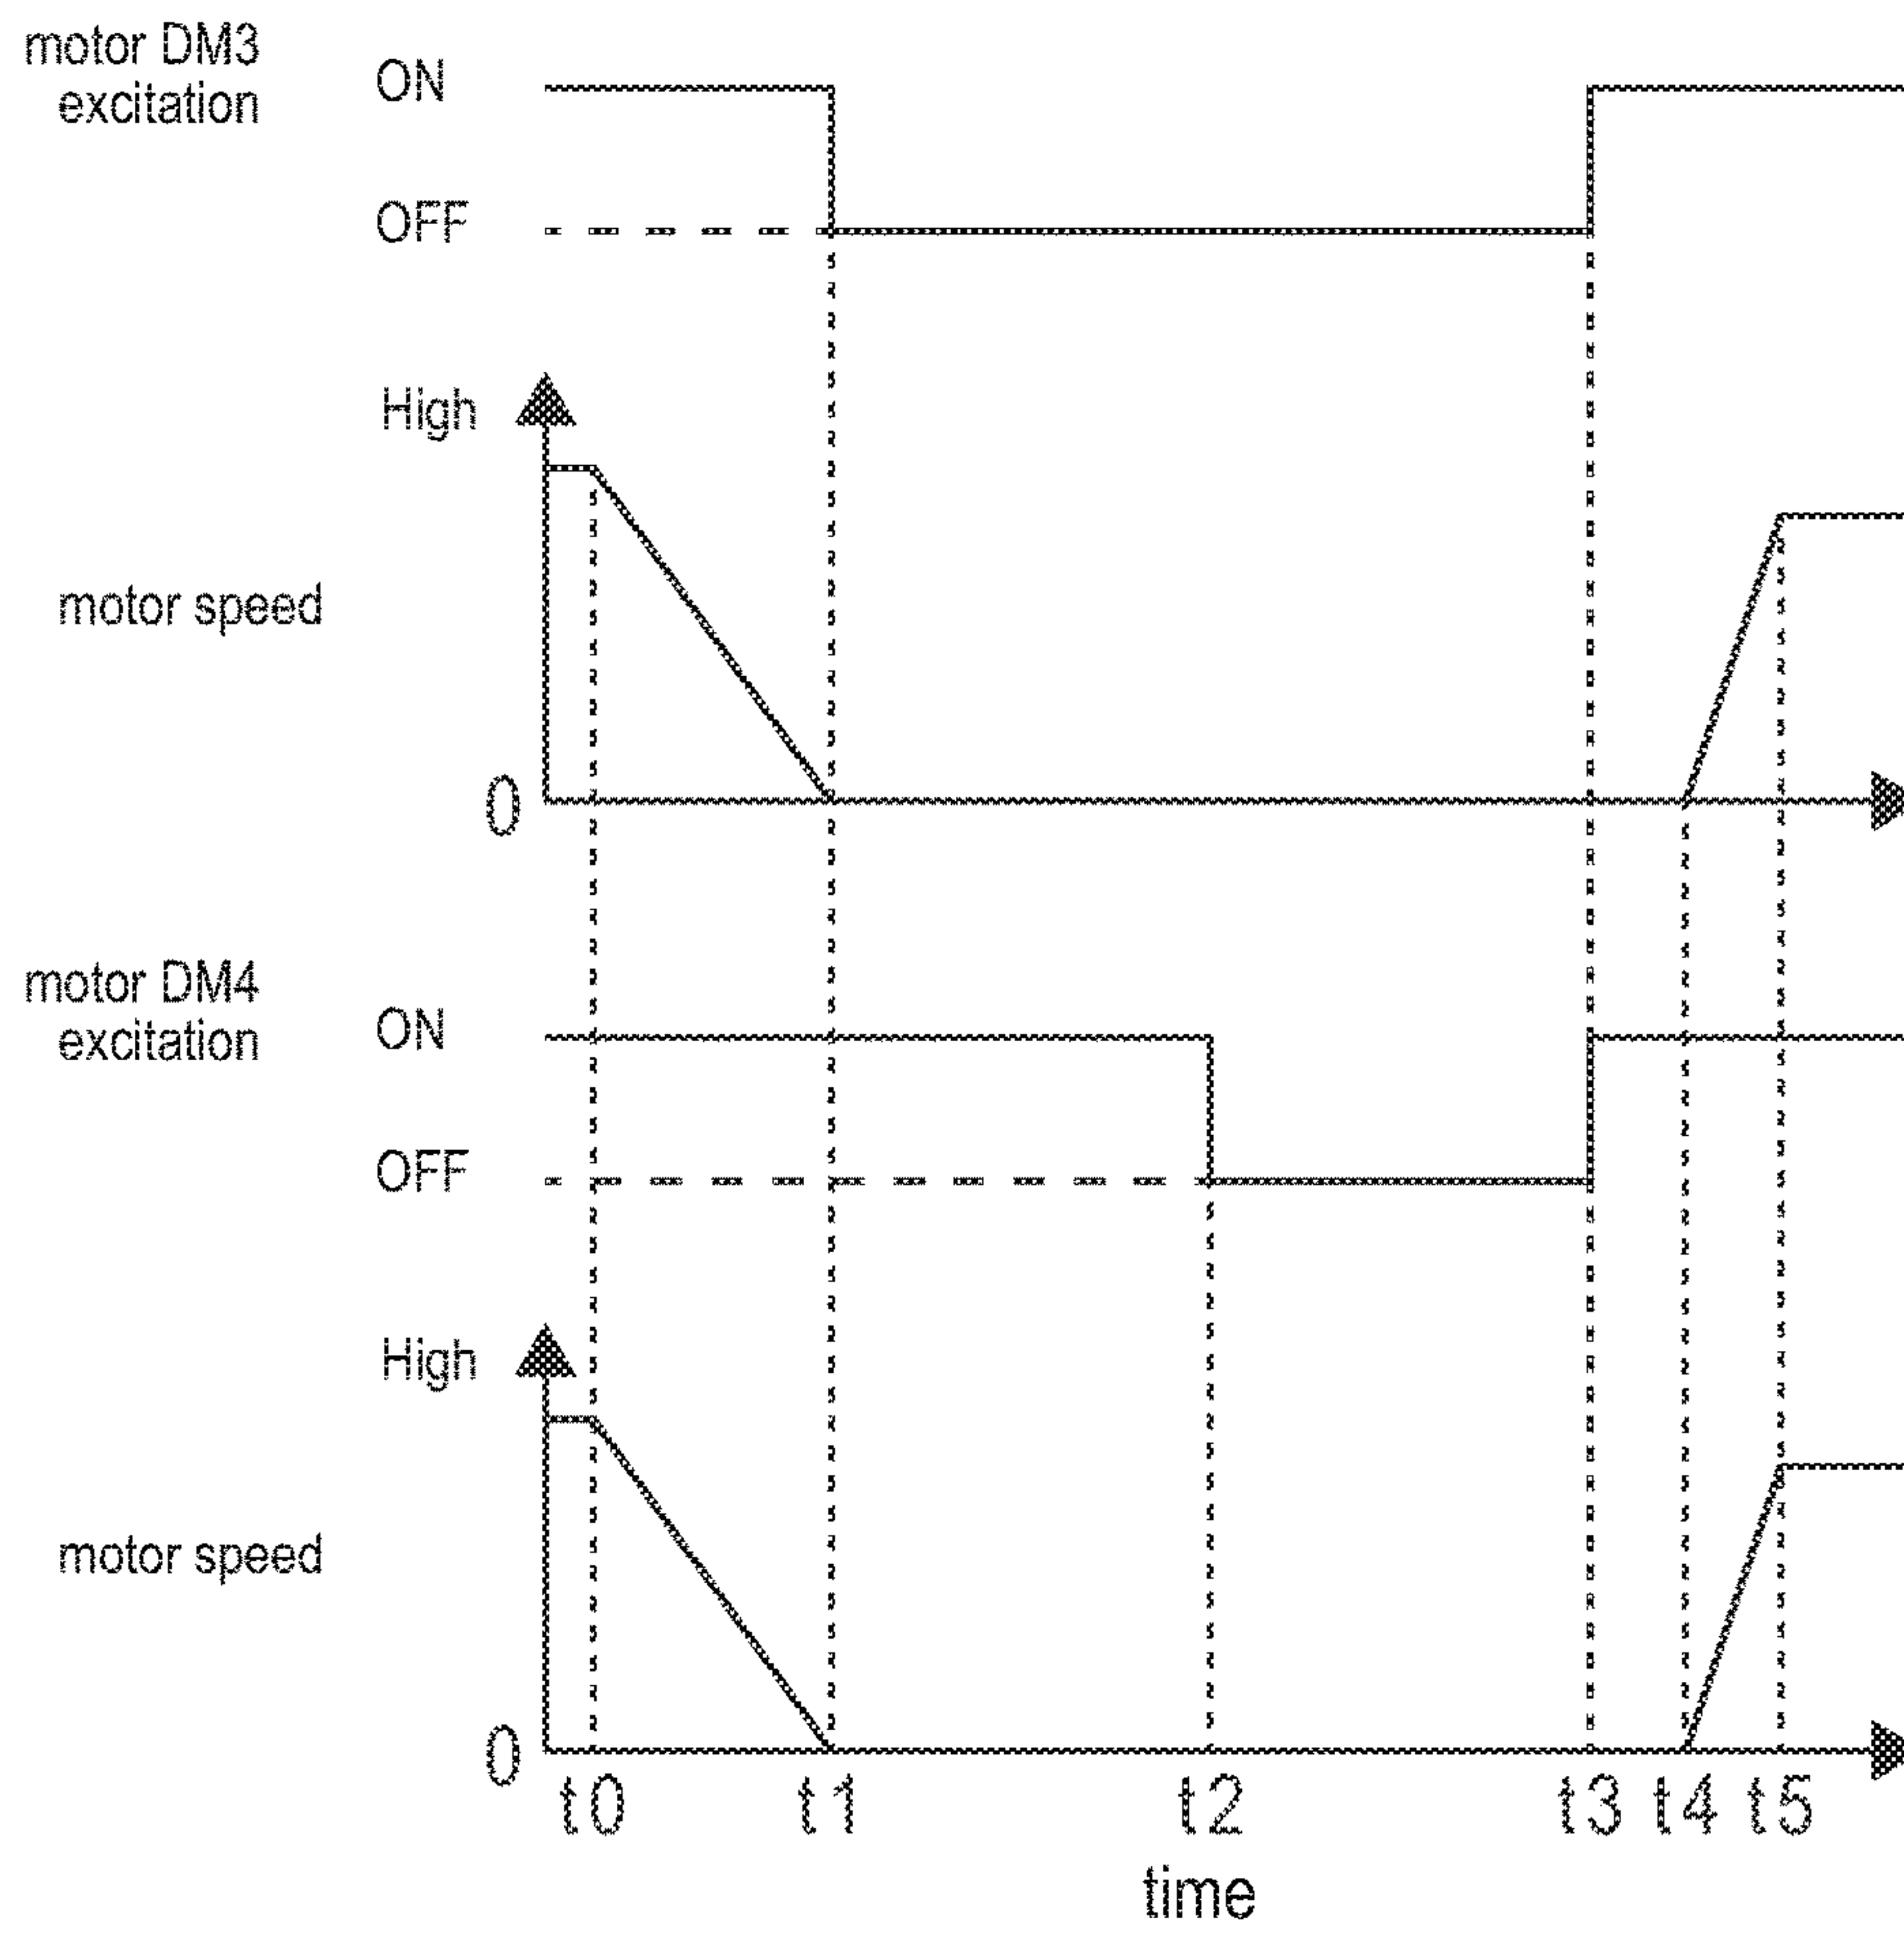 motor DM3
excitation
ON
OFF
High
motor speed
0
motor DM4
excitation
ON
OFF
High
motor speed
0
t0 t1 t2 t3 t4 t5
time